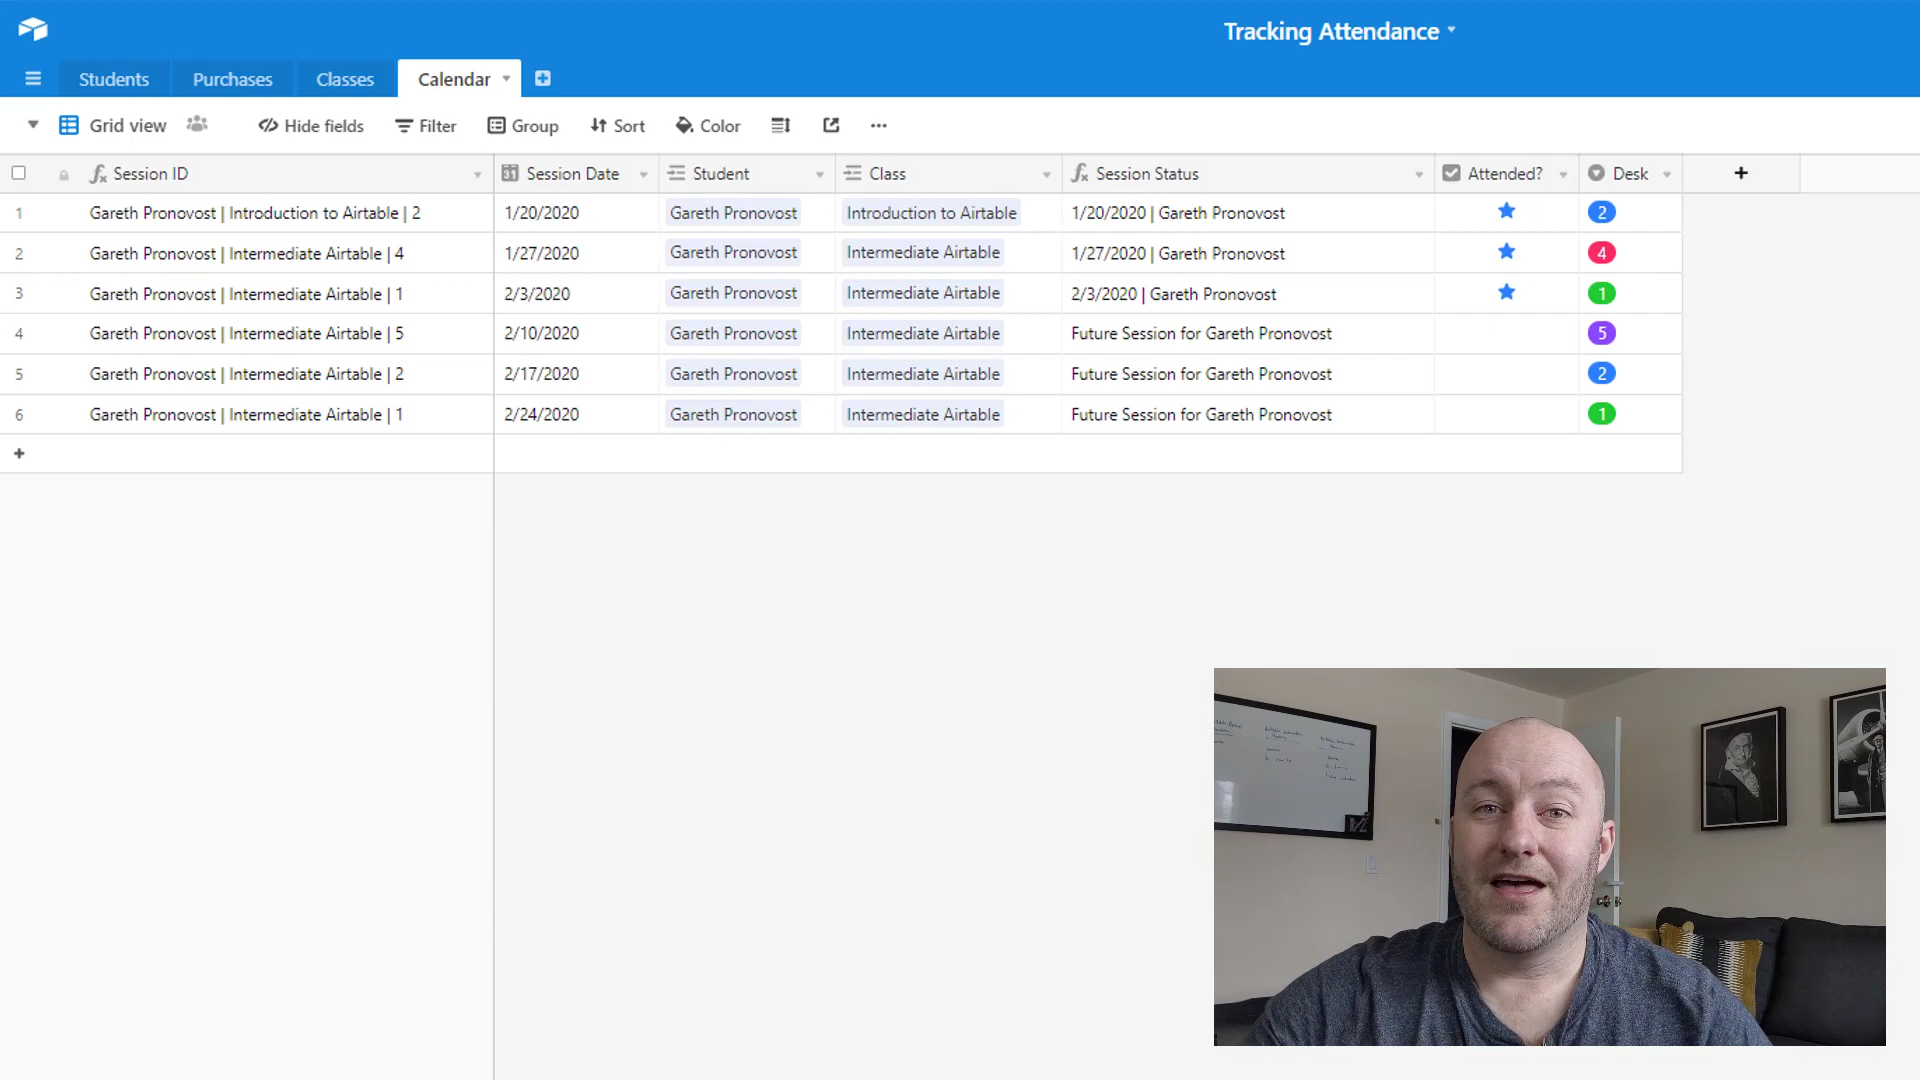 Tracking Attendance
Students Purchases Classes Calendar
Grid view Hide fields Filter Group Sort Color
Session ID 31 Session Date Student Class Session Status Attended? Desk
1 Gareth Pronovost | Introduction to Airtable | 2 1/20/2020 Gareth Pronovost Introduction to Airtable 1/20/2020 | Gareth Pronovost 2
2 Gareth Pronovost | Intermediate Airtable | 4 1/27/2020 Gareth Pronovost Intermediate Airtable 1/27/2020 | Gareth Pronovost 4
3 Gareth Pronovost | Intermediate Airtable | 1 2/3/2020 Gareth Pronovost Intermediate Airtable 2/3/2020 | Gareth Pronovost 1
4 Gareth Pronovost | Intermediate Airtable | 5 2/10/2020 Gareth Pronovost Intermediate Airtable Future Session for Gareth Pronovost 5
5 Gareth Pronovost | Intermediate Airtable | 2 2/17/2020 Gareth Pronovost Intermediate Airtable Future Session for Gareth Pronovost 2
6 Gareth Pronovost | Intermediate Airtable | 1 2/24/2020 Gareth Pronovost Intermediate Airtable Future Session for Gareth Pronovost 1